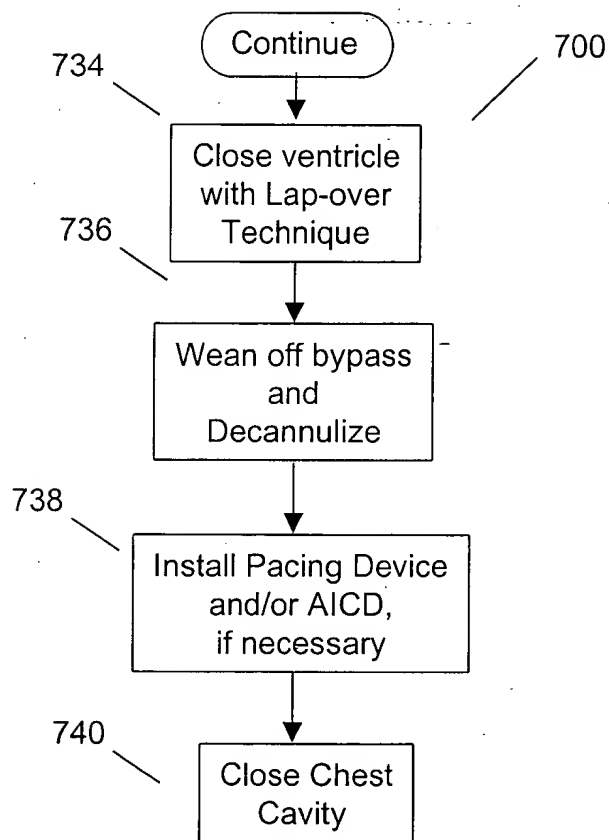 Continue
700
734
Close ventricle
with Lap-over
Technique
736
Wean off bypass
and
Decannulize
738
Install Pacing Device
and/or AICD,
if necessary
740
Close Chest
Cavity